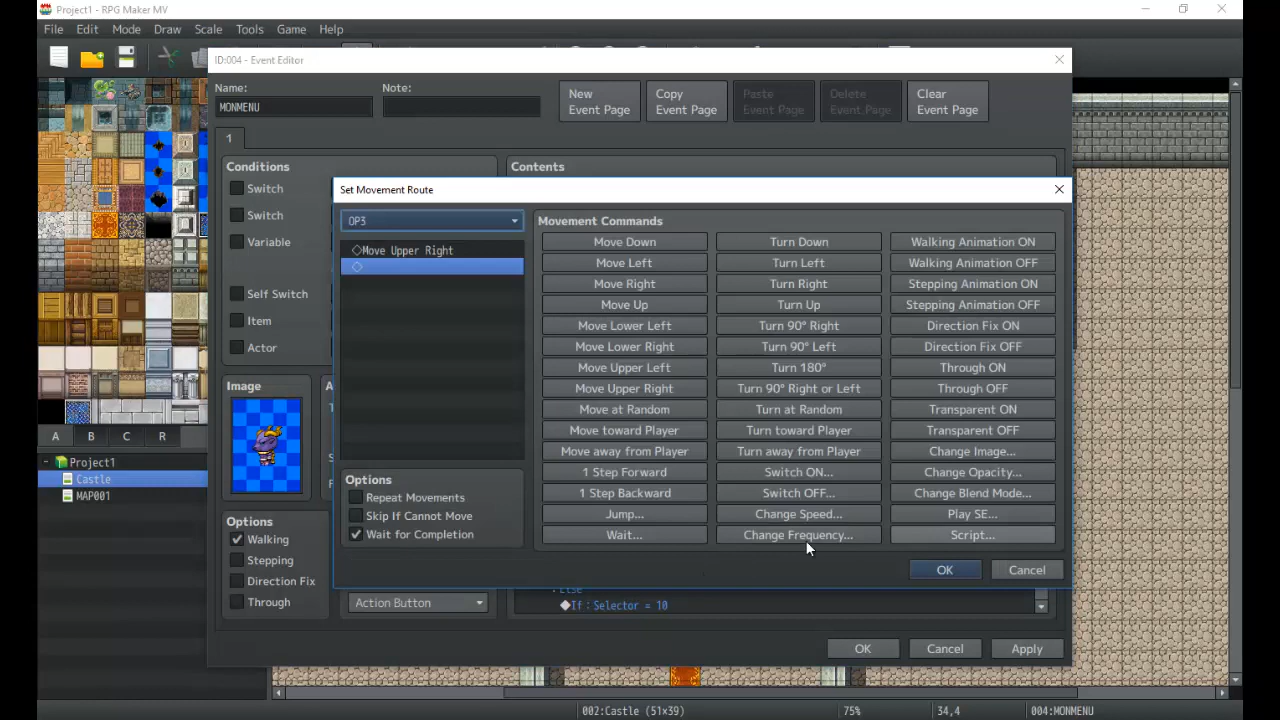 Project1 - RPG Maker MV
File Edit Mode Draw Scale Tools Game Help
ID:004 - Event Editor
Name: Note:
MONMENU
New Event Page
Copy Event Page
Paste Event Page
Delete Event Page
Clear Event Page
1
Conditions
Switch
Switch
Variable
Self Switch
Item
Actor
Image
Options
Walking
Stepping
Direction Fix
Through
Contents
Set Movement Route
OP3
◇Move Upper Right
◇
Options
Repeat Movements
Skip If Cannot Move
Wait for Completion
Movement Commands
Move Down Turn Down Walking Animation ON
Move Left Turn Left Walking Animation OFF
Move Right Turn Right Stepping Animation ON
Move Up Turn Up Stepping Animation OFF
Move Lower Left Turn 90° Right Direction Fix ON
Move Lower Right Turn 90° Left Direction Fix OFF
Move Upper Left Turn 180° Through ON
Move Upper Right Turn 90° Right or Left Through OFF
Move at Random Turn at Random Transparent ON
Move toward Player Turn toward Player Transparent OFF
Move away from Player Turn away from Player Change Image...
1 Step Forward Switch ON... Change Opacity...
1 Step Backward Switch OFF... Change Blend Mode...
Jump... Change Speed... Play SE...
Wait... Change Frequency... Script...
OK Cancel
Action Button
: Else
◆If : Selector = 10
OK Cancel Apply
A B C R
Project1
Castle
MAP001
002:Castle (51x39) 75% 34,4 004:MONMENU